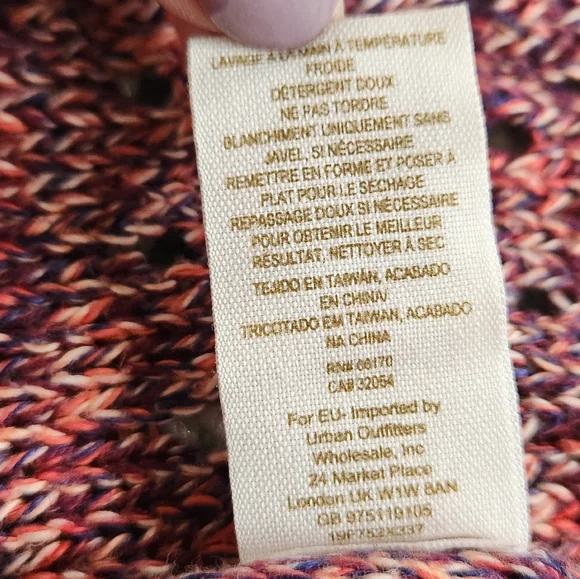 LAVAGE À LA MAIN À TEMPÉRATURE
FROIDE
DÉTERGENT DOUX
NE PAS TORDRE
BLANCHIMENT UNIQUEMENT SANS
JAVEL, SI NÉCESSAIRE
REMETTRE EN FORME ET POSER À
PLAT POUR LE SÉCHAGE
REPASSAGE DOUX SI NÉCESSAIRE
POUR OBTENIR LE MEILLEUR
RÉSULTAT, NETTOYER À SEC
TEJIDO EN TAIWÁN, ACABADO
EN CHINA/
TRICOTADO EM TAIWAN, ACABADO
NA CHINA
RN# 66170
CA# 32054
For EU- Imported by
Urban Outfitters
Wholesale, Inc
24 Market Place
London UK W1W 8AN
GB 975119105
19F752X337